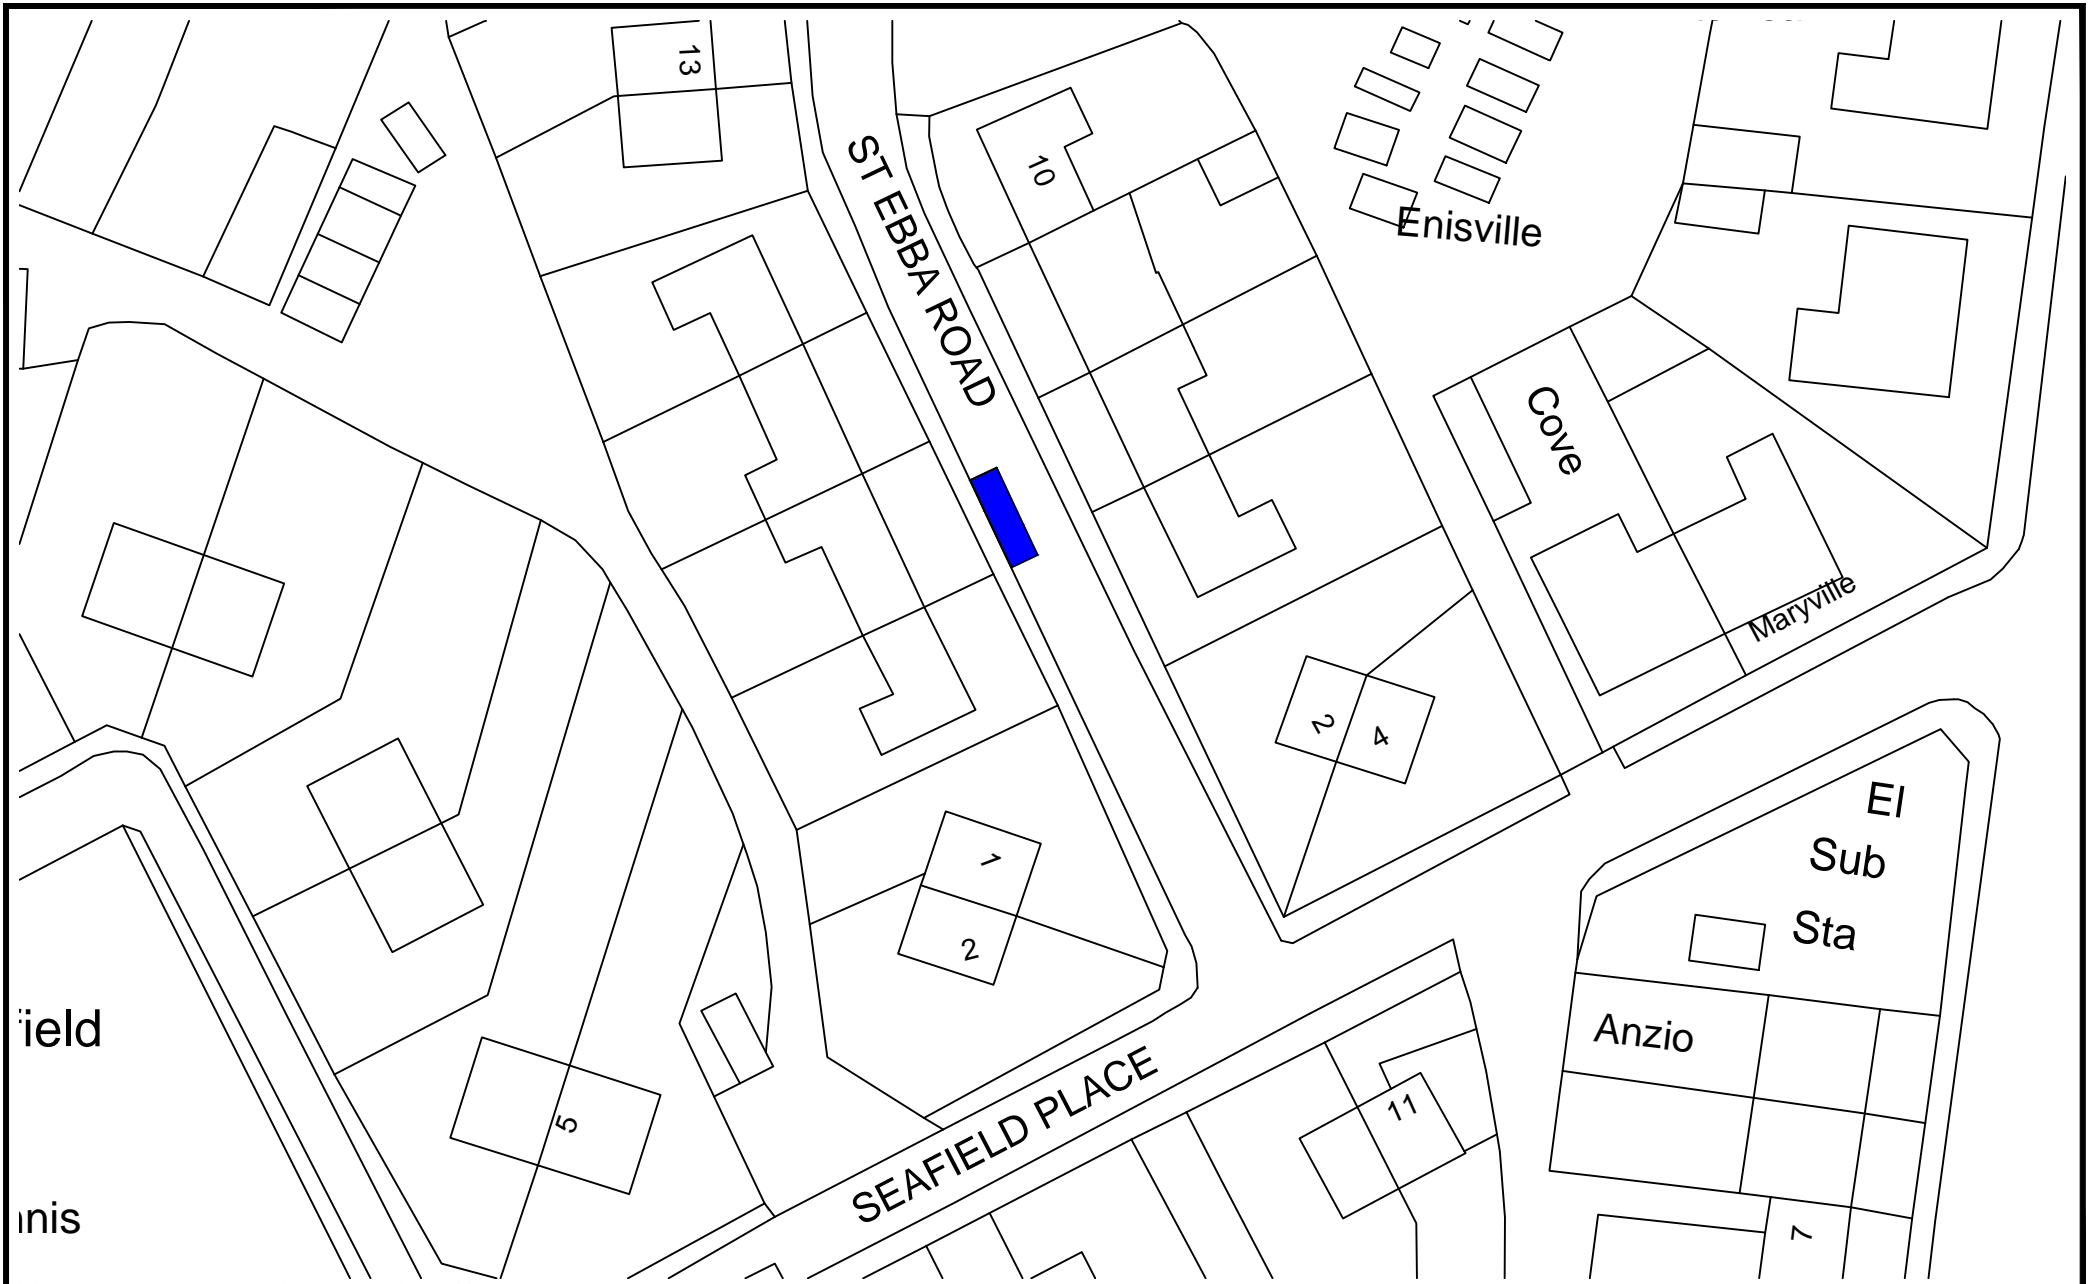 13
10
ST EBBA ROAD
Enisville
Cove
Maryville
2
4
1
2
El
Sub
Sta
ield
Anzio
5
11
SEAFIELD PLACE
nis
7